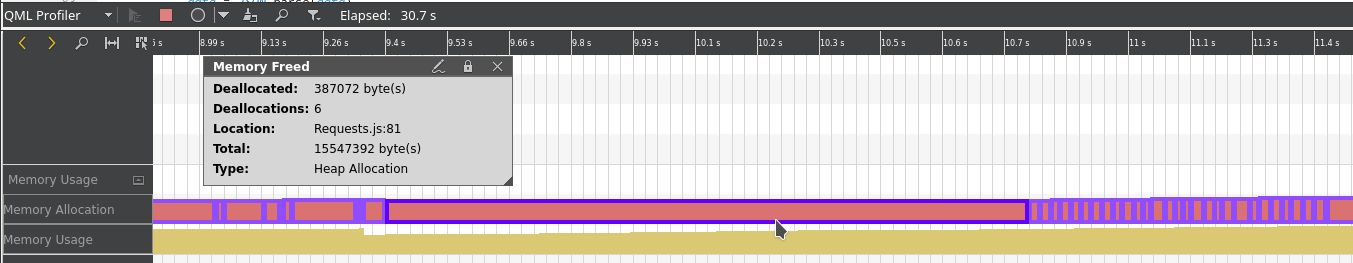 QML Profiler Elapsed: 30.7 s
5 s 8.99 s 9.13 s 9.26 s 9.4 s 9.53 s 9.66 s 9.8 s 9.93 s 10.1 s 10.2 s 10.3 s 10.5 s 10.6 s 10.7 s 10.9 s 11 s 11.1 s 11.3 s 11.4 s
Memory Freed
Deallocated: 387072 byte(s)
Deallocations: 6
Location: Requests.js:81
Total: 15547392 byte(s)
Type: Heap Allocation
Memory Usage
Memory Allocation
Memory Usage